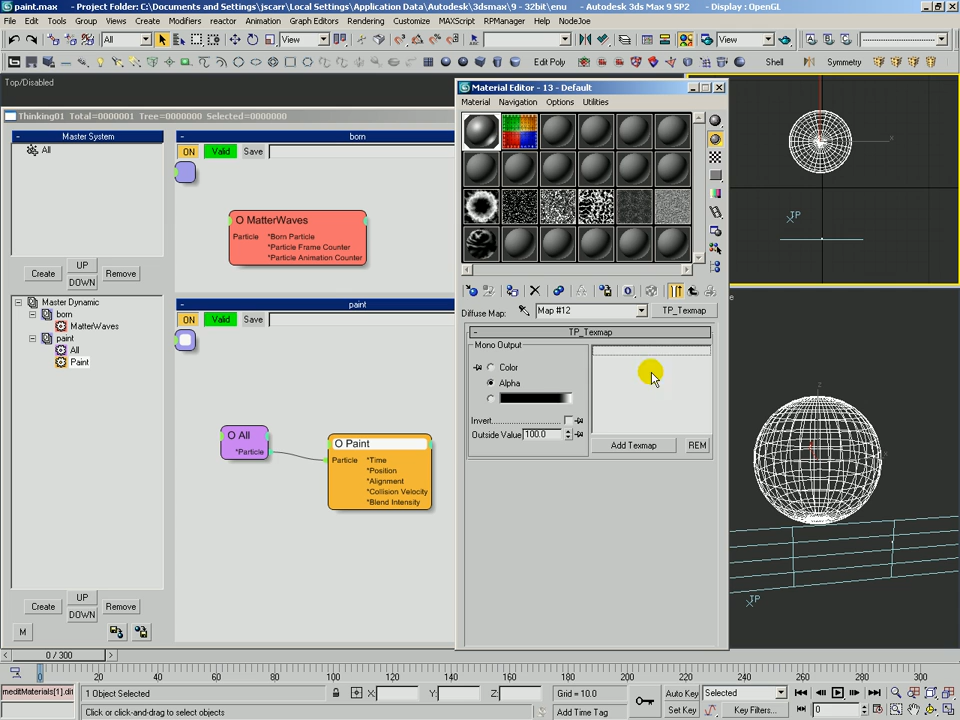 paint.max    - Project Folder: C:\Documents and Settings\jscarr\Local Settings\Application Data\Autodesk\3dsmax\9 - 32bit\enu    - Autodesk 3ds Max 9 SP2    - Display : OpenGL
File Edit Tools Group Views Create Modifiers reactor Animation Graph Editors Rendering Customize MAXScript RPManager Help NodeJoe
All View View
Edit Poly Shell Symmetry
Top/Disabled
Thinking01 Total=0000001 Tree=0000000 Selected=0000000
Master System
All
Create UP Remove
DOWN
Master Dynamic
born
MatterWaves
paint
All
Paint
Create UP Remove
DOWN
M
born
ON Valid Save
O MatterWaves
Particle *Born Particle
*Particle Frame Counter
*Particle Animation Counter
paint
ON Valid Save
O All
*Particle
O Paint
Particle *Time
*Position
*Alignment
*Collision Velocity
*Blend Intensity
Material Editor - 13 - Default
Material Navigation Options Utilities
Diffuse Map: Map #12 TP_Texmap
TP_Texmap
Mono Output
Color
Alpha
Invert
Outside Value 100.0
Add Texmap REM
x
TP
z
x
TP
0 / 300
0 20 40 60 80 100 120 140 160 180 200 220 240 260 280 300
meditMaterials[1].dif
1 Object Selected X: Y: Z: Grid = 10.0 Auto Key Selected
Click or click-and-drag to select objects Add Time Tag Set Key Key Filters... 0